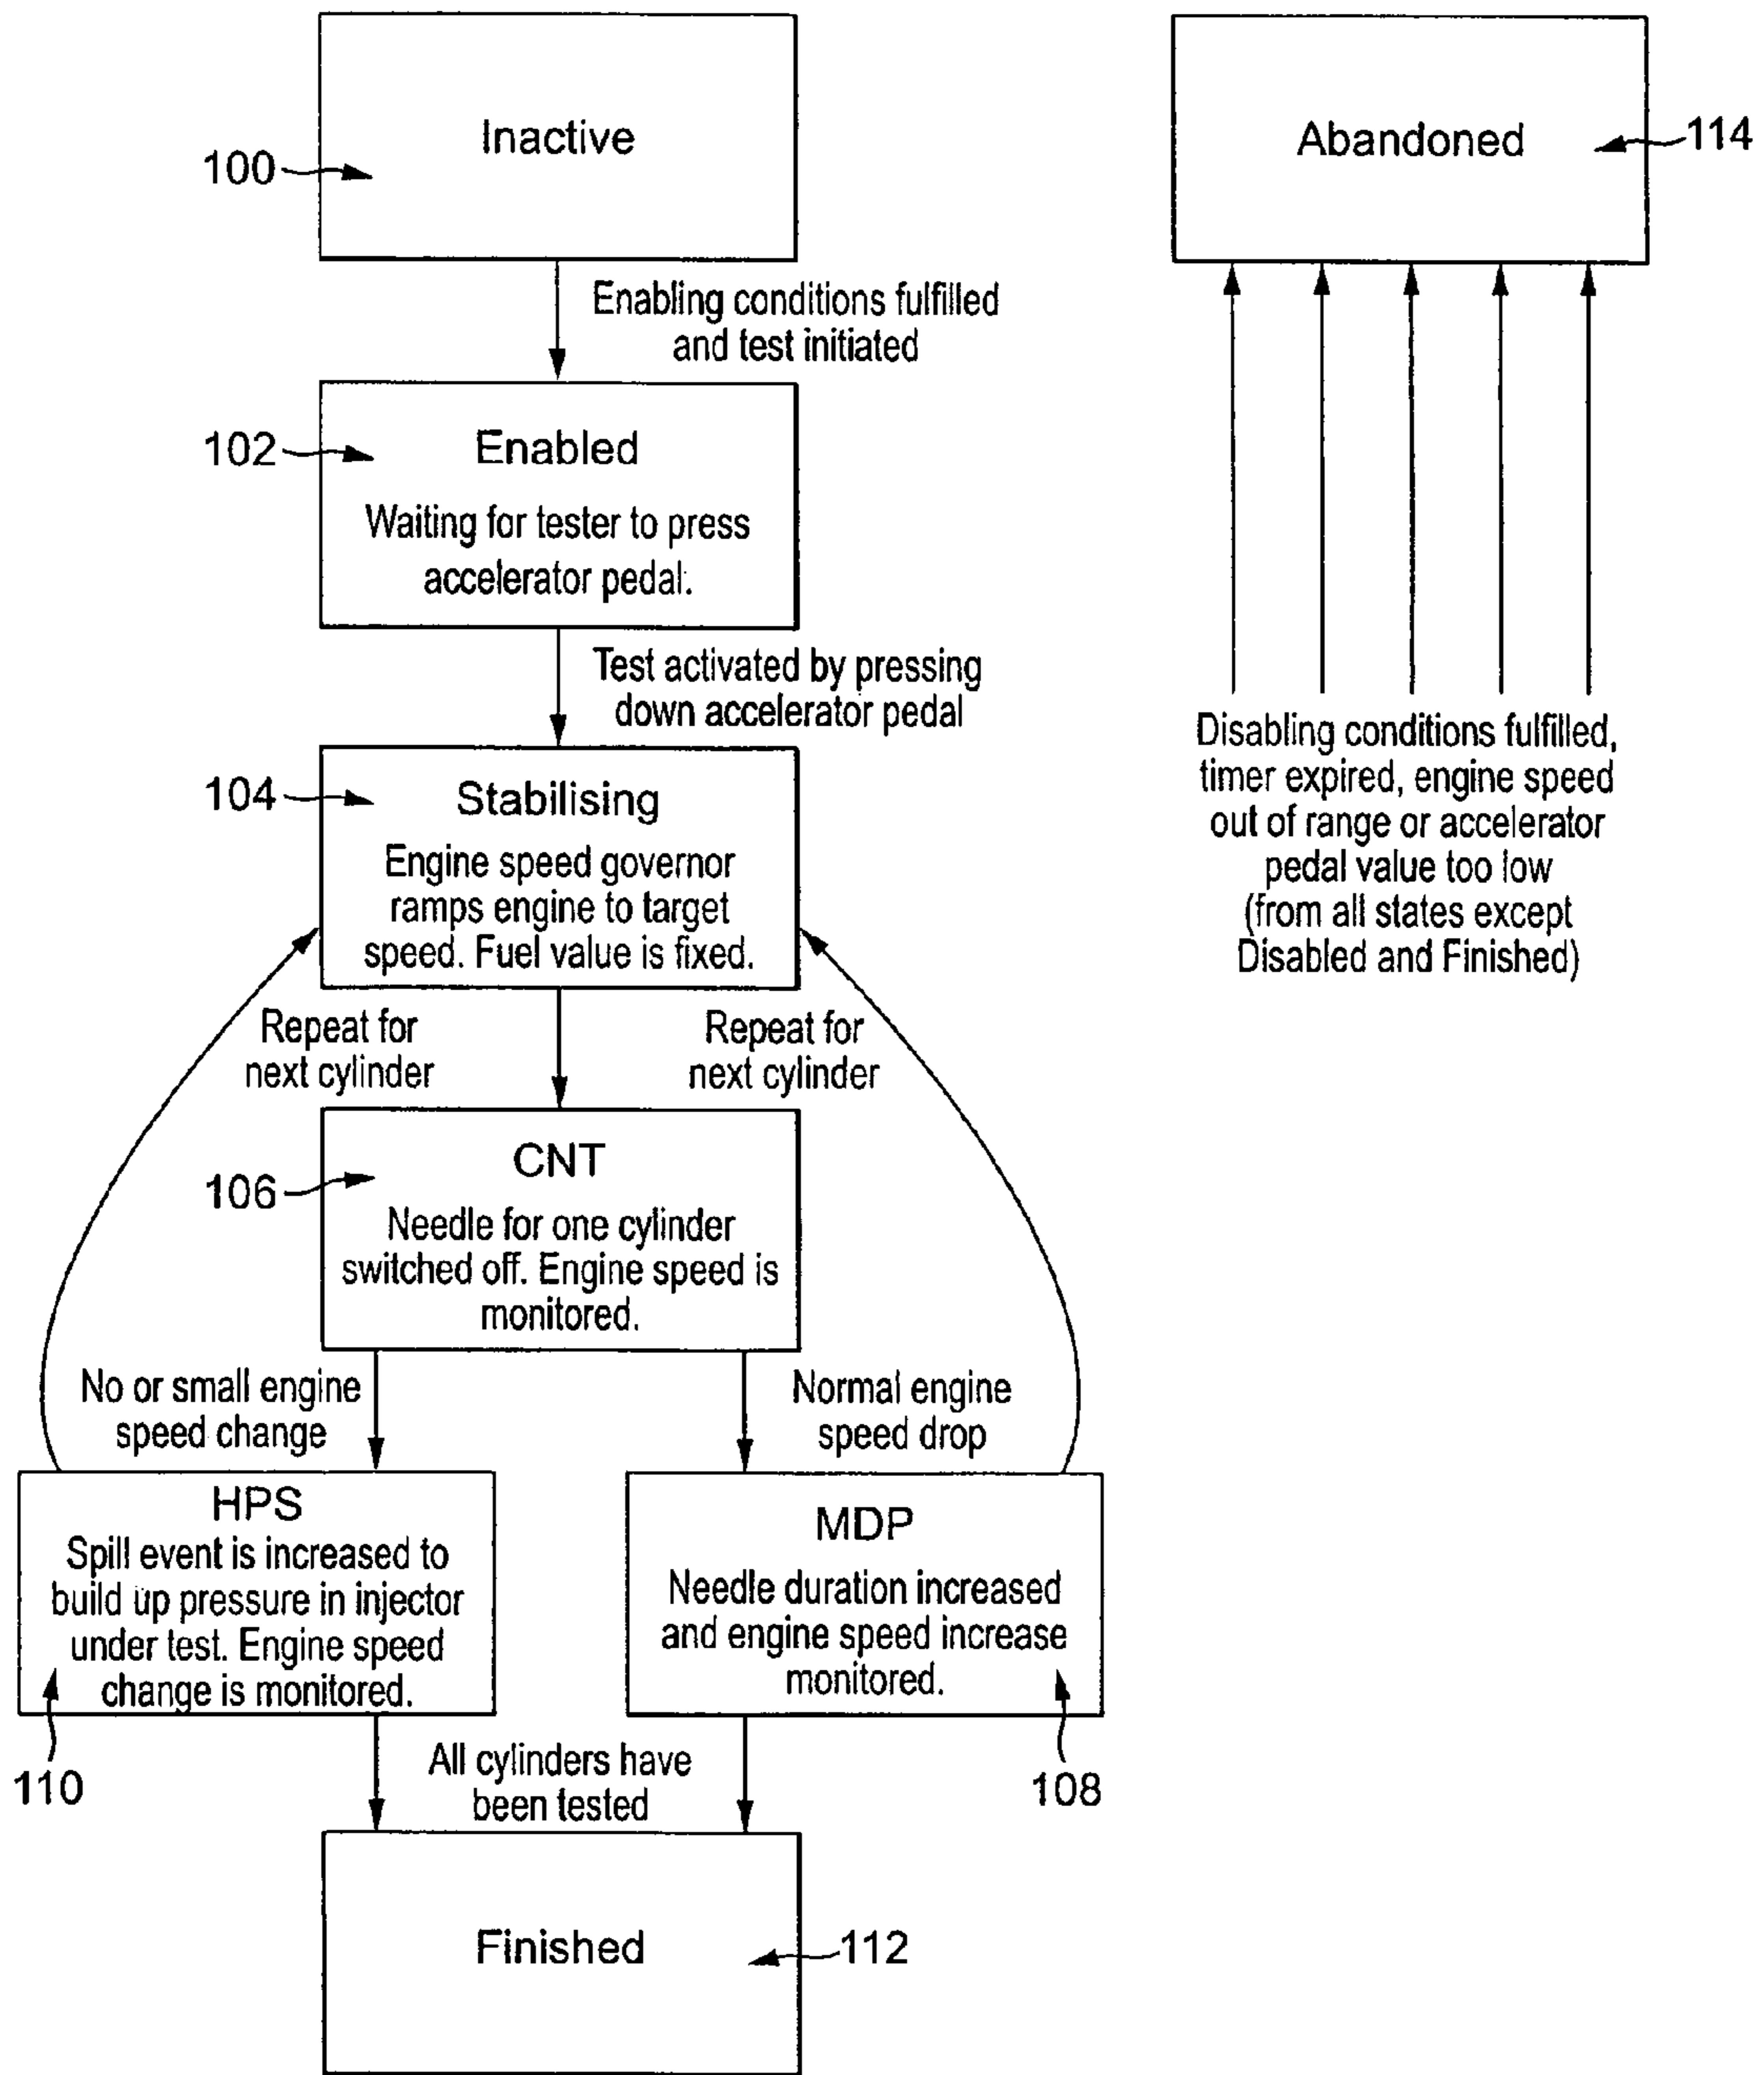 Inactive
100
Enabling conditions fulfilled
and test initiated
102
Enabled
Waiting for tester to press
accelerator pedal.
Test activated by pressing
down accelerator pedal
104
Stabilising
Engine speed governor
ramps engine to target
speed. Fuel value is fixed.
Repeat for
next cylinder
Repeat for
next cylinder
CNT
106
Needle for one cylinder
switched off. Engine speed is
monitored.
No or small engine
speed change
Normal engine
speed drop
HPS
Spill event is increased to
build up pressure in injector
under test. Engine speed
change is monitored.
110
MDP
Needle duration increased
and engine speed increase
monitored.
108
All cylinders have
been tested
Finished
112
Abandoned
114
Disabling conditions fulfilled,
timer expired, engine speed
out of range or accelerator
pedal value too low
(from all states except
Disabled and Finished)